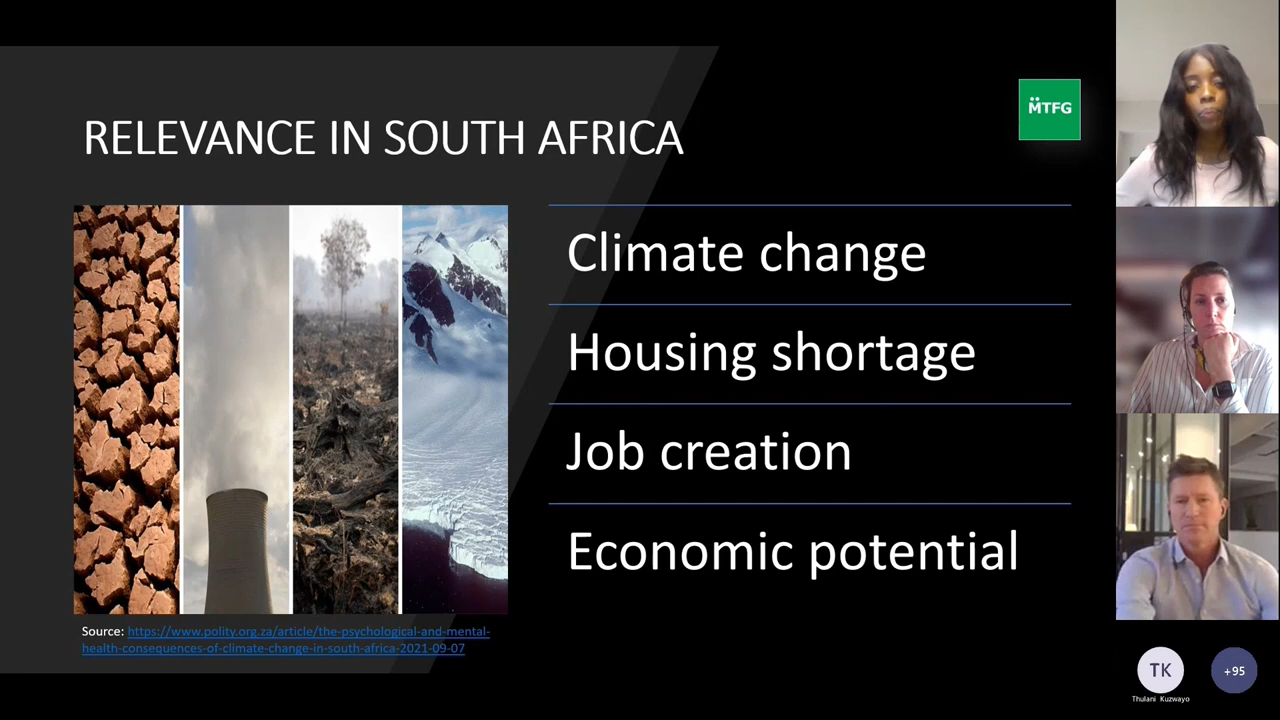 RELEVANCE IN SOUTH AFRICA
MTFG
Climate change
Housing shortage
Job creation
Economic potential
Source: https://www.polity.org.za/article/the-psychological-and-mental-
health-consequences-of-climate-change-in-south-africa-2021-09-07
TK
+95
Thulani Kuzwayo